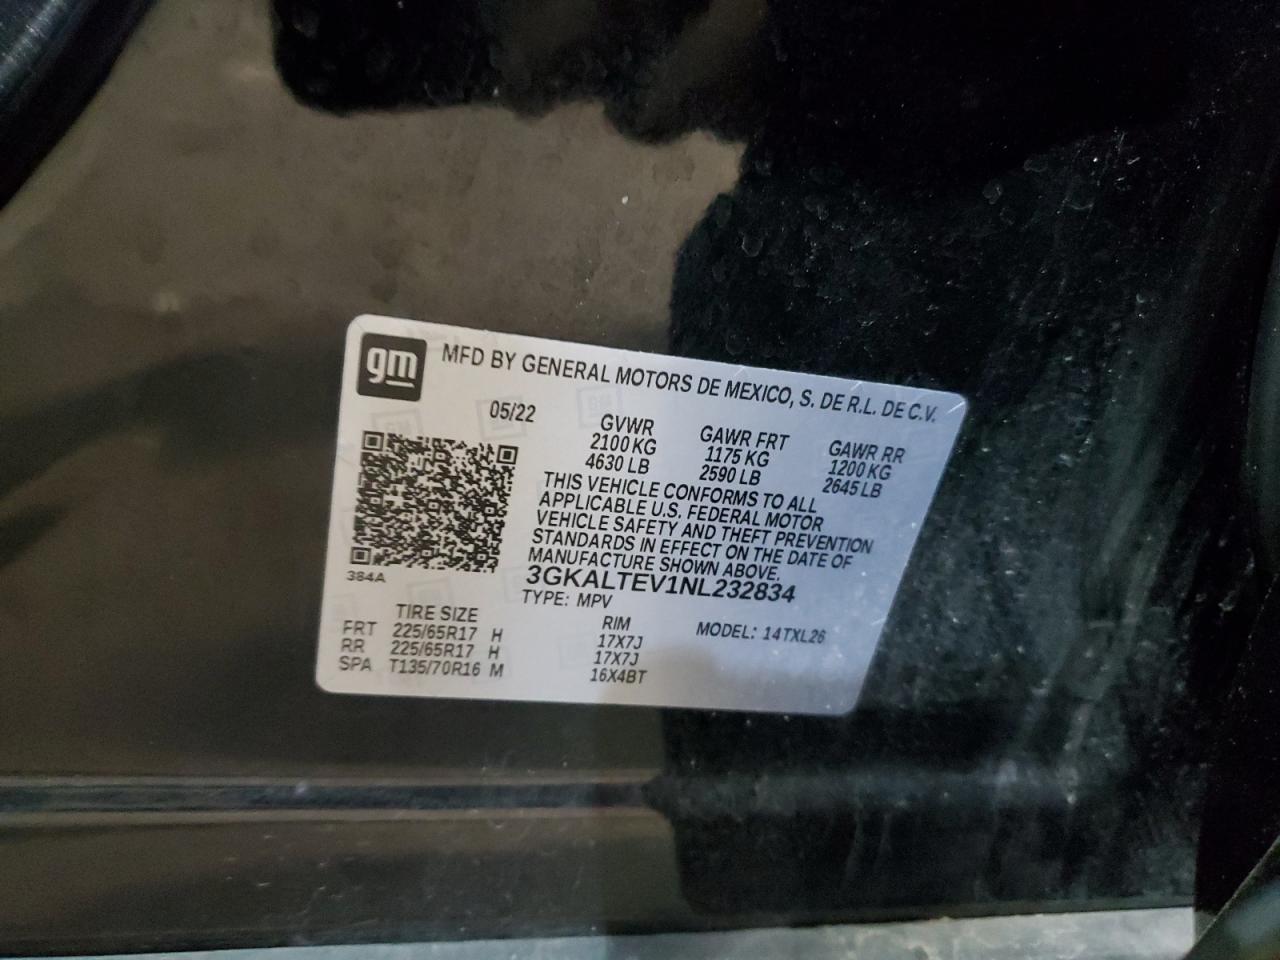 gm
MFD BY GENERAL MOTORS DE MEXICO, S. DE R.L. DE C.V.
05/22
GVWR GAWR FRT GAWR RR
2100 KG 1175 KG 1200 KG
4630 LB 2590 LB 2645 LB
THIS VEHICLE CONFORMS TO ALL
APPLICABLE U.S. FEDERAL MOTOR
VEHICLE SAFETY AND THEFT PREVENTION
STANDARDS IN EFFECT ON THE DATE OF
MANUFACTURE SHOWN ABOVE.
384A
3GKALTEV1NL232834
TYPE: MPV
TIRE SIZE RIM MODEL: 14TXL26
FRT 225/65R17 H 17X7J
RR 225/65R17 H 17X7J
SPA T135/70R16 M 16X4BT